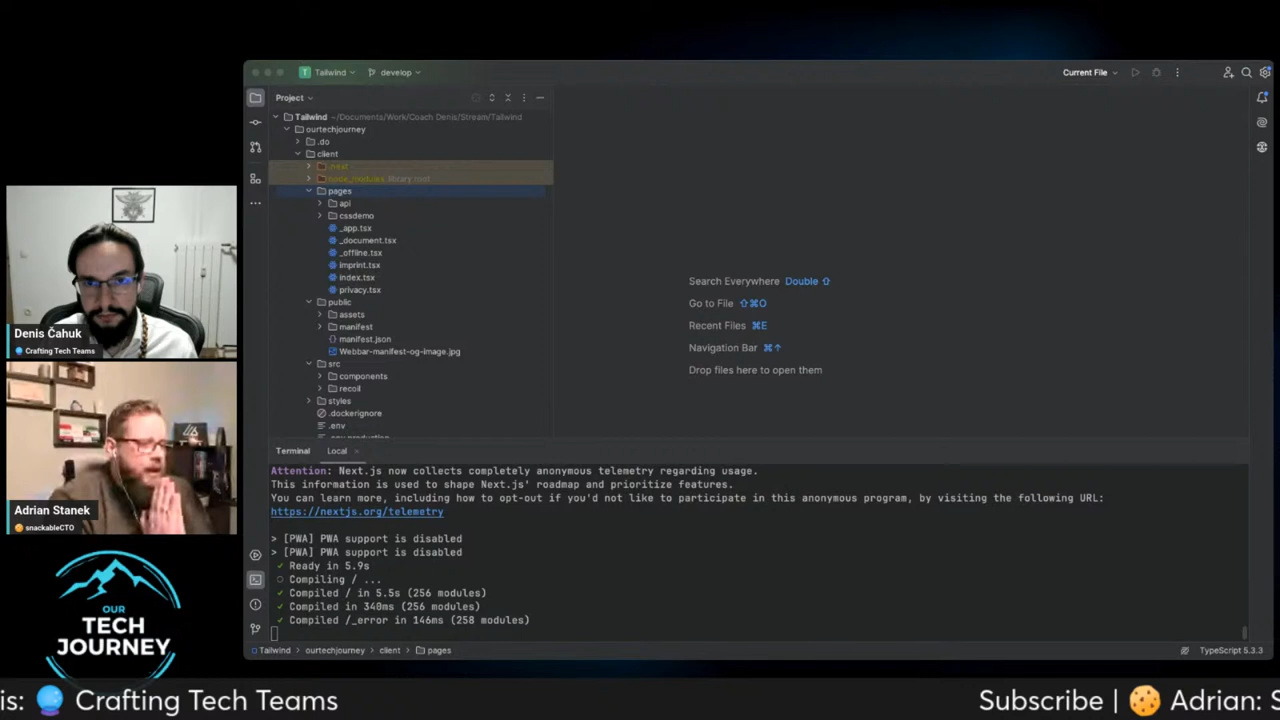 Tailwind
develop
Current File
Project
Tailwind ~/Documents/Work/Coach Denis/Stream/Tailwind
ourtechjourney
.do
client
.next
node_modules library root
pages
api
cssdemo
_app.tsx
_document.tsx
_offline.tsx
imprint.tsx
index.tsx
privacy.tsx
public
assets
manifest
manifest.json
Webbar-manifest-og-image.jpg
src
components
recoil
styles
.dockerignore
.env
.env.production
Search Everywhere Double ⇧
Go to File ⇧⌘O
Recent Files ⌘E
Navigation Bar ⌘↑
Drop files here to open them
Terminal Local ×
Attention: Next.js now collects completely anonymous telemetry regarding usage.
This information is used to shape Next.js' roadmap and prioritize features.
You can learn more, including how to opt-out if you'd not like to participate in this anonymous program, by visiting the following URL:
https://nextjs.org/telemetry
> [PWA] PWA support is disabled
> [PWA] PWA support is disabled
✓ Ready in 5.9s
○ Compiling / ...
✓ Compiled / in 5.5s (256 modules)
✓ Compiled in 340ms (256 modules)
✓ Compiled /_error in 146ms (258 modules)
Tailwind > ourtechjourney > client > pages
TypeScript 5.3.3
Denis Čahuk
Crafting Tech Teams
Adrian Stanek
snackableCTO
OUR
TECH
JOURNEY
is: 🔮 Crafting Tech Teams
Subscribe | 🍪 Adrian: S